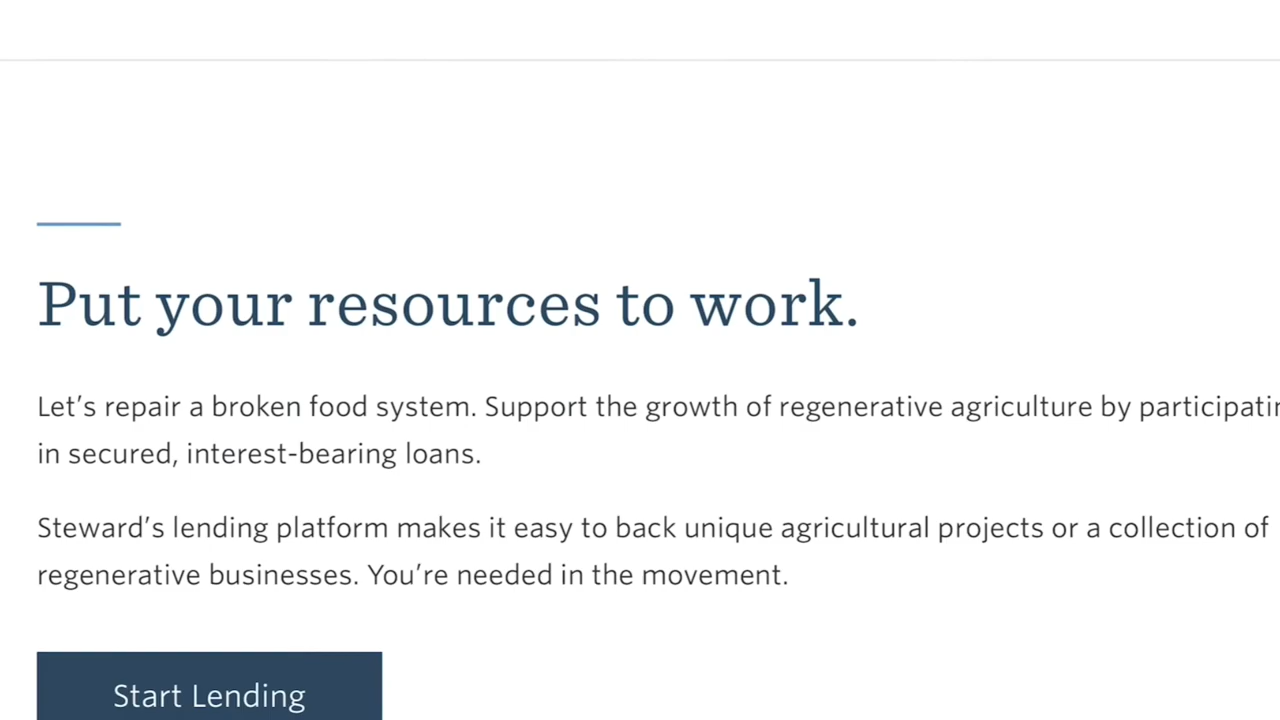 Put your resources to work.
Let’s repair a broken food system. Support the growth of regenerative agriculture by
in secured, interest-bearing loans.
Steward’s lending platform makes it easy to back unique agricultural projects or a collection of
regenerative businesses. You’re needed in the movement.
Start Lending